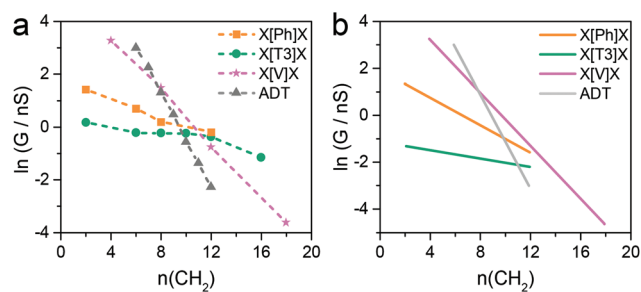 a
b
4
2
0
-2
-4
ln (G / nS)
0 4 8 12 16 20
n(CH₂)
X[Ph]X
X[T3]X
X[V]X
ADT
4
2
0
-2
-4
ln (G / nS)
0 4 8 12 16 20
n(CH₂)
X[Ph]X
X[T3]X
X[V]X
ADT